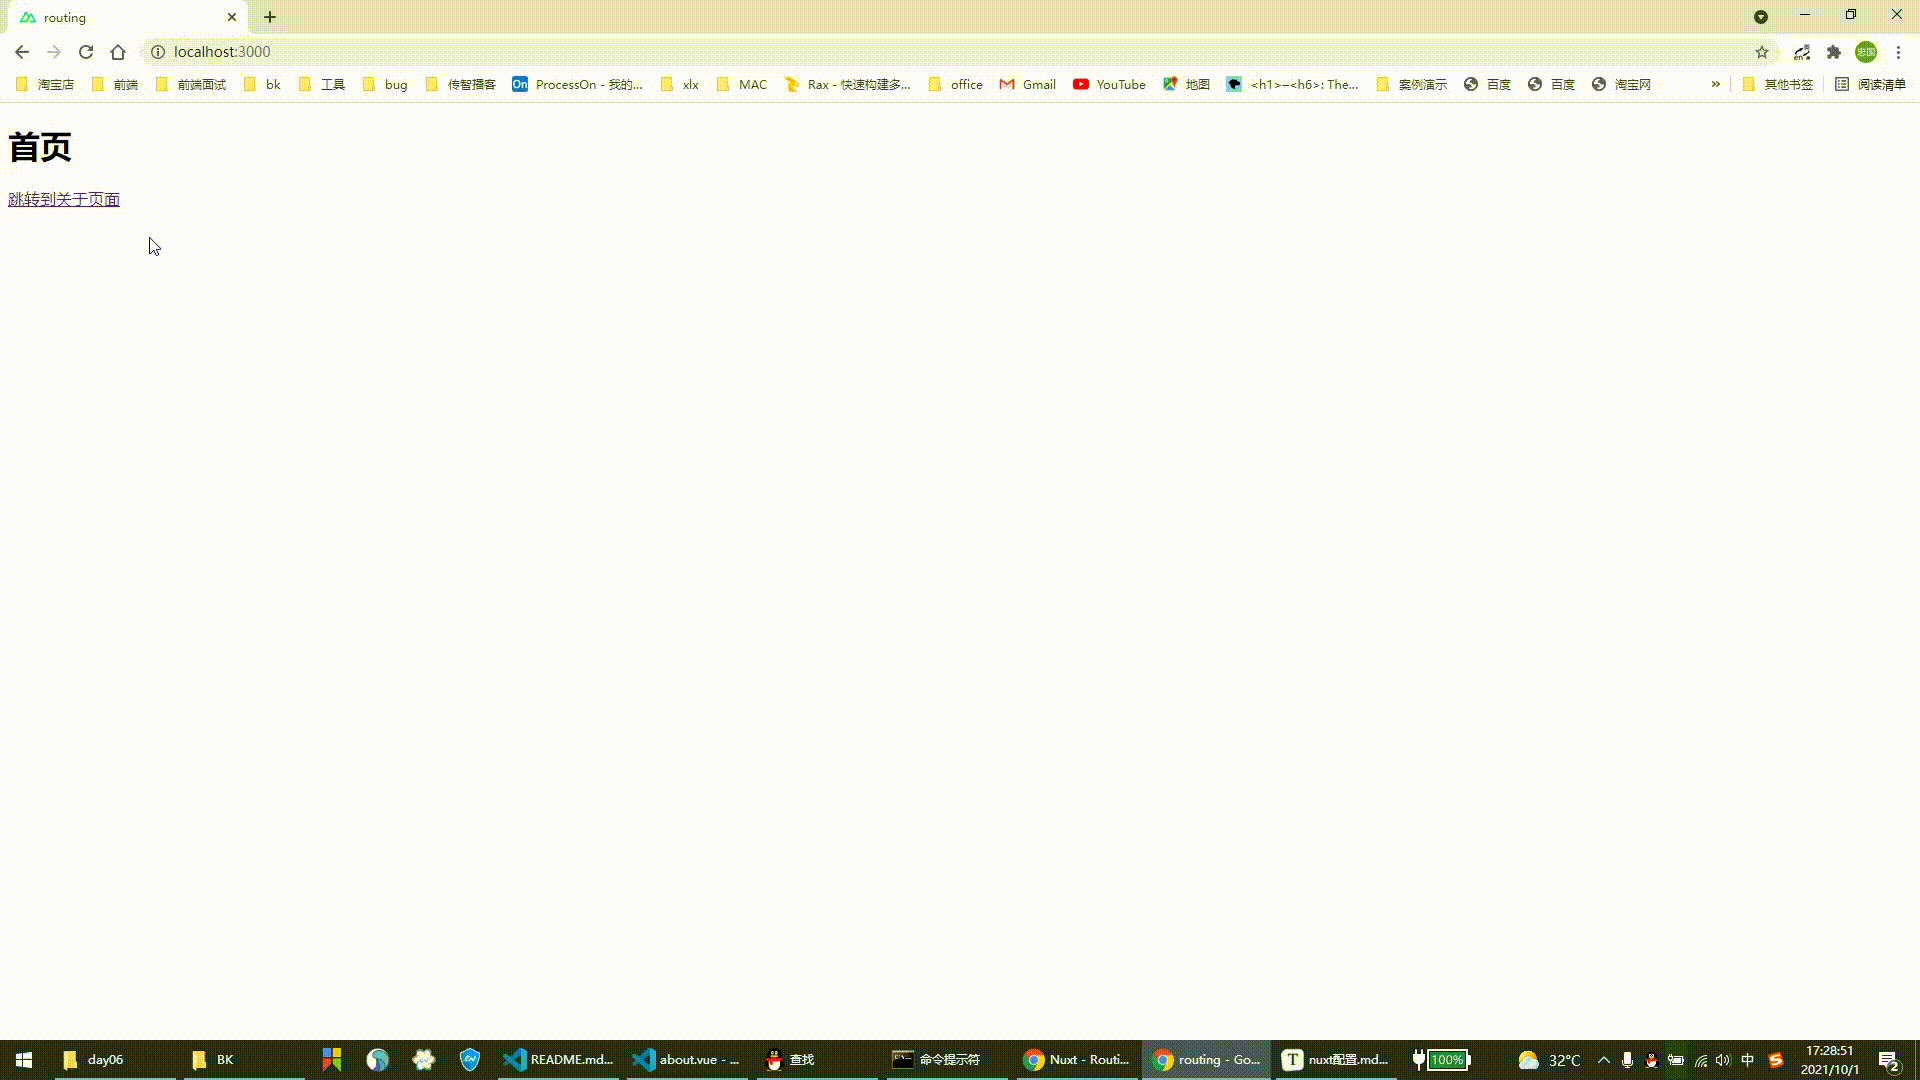 routing
localhost:3000
淘宝店 前端 前端面试 bk 工具 bug 传智播客 ProcessOn - 我的... xlx MAC Rax - 快速构建多... office Gmail YouTube 地图 <h1>–<h6>: The... 案例演示 百度 百度 淘宝网 » 其他书签 阅读清单
首页
跳转到关于页面
day06 BK README.md... about.vue - ... 查找 命令提示符 Nuxt - Routi... routing - Go... nuxt配置.md... 100% 32°C 中 17:28:51
2021/10/1 2